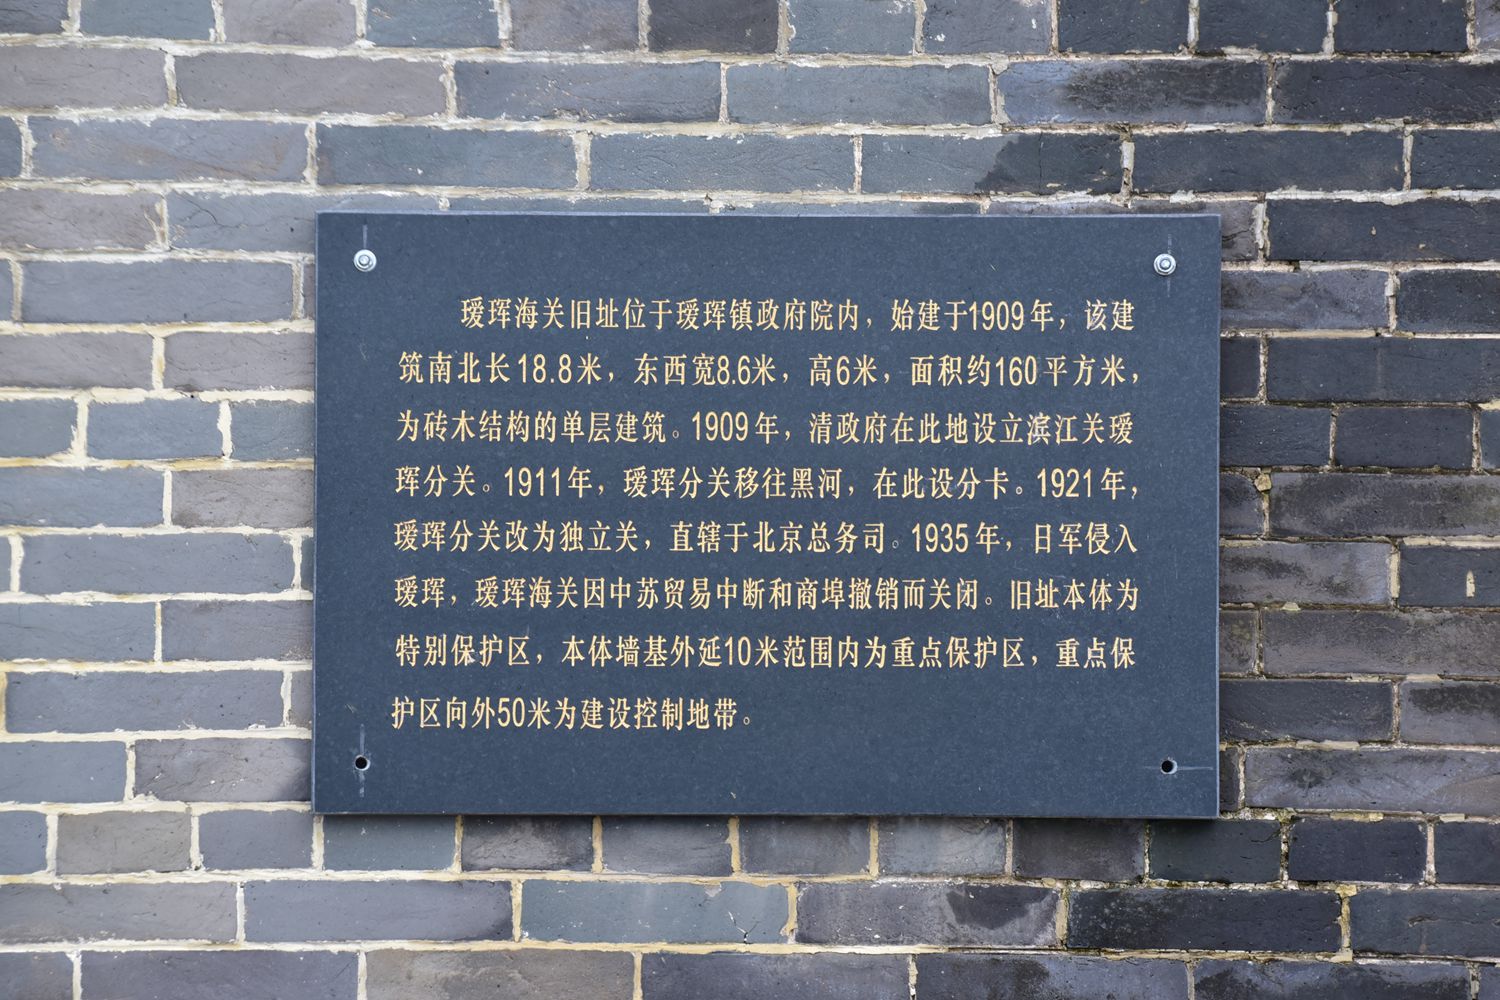 瑷珲海关旧址位于瑷珲镇政府院内，始建于1909年，该建
筑南北长18.8米，东西宽8.6米，高6米，面积约160平方米，
为砖木结构的单层建筑。1909年，清政府在此地设立滨江关瑷
珲分关。1911年，瑷珲分关移往黑河，在此设分卡。1921年，
瑷珲分关改为独立关，直辖于北京总务司。1935年，日军侵入
瑷珲，瑷珲海关因中苏贸易中断和商埠撤销而关闭。旧址本体为
特别保护区，本体墙基外延10米范围内为重点保护区，重点保
护区向外50米为建设控制地带。